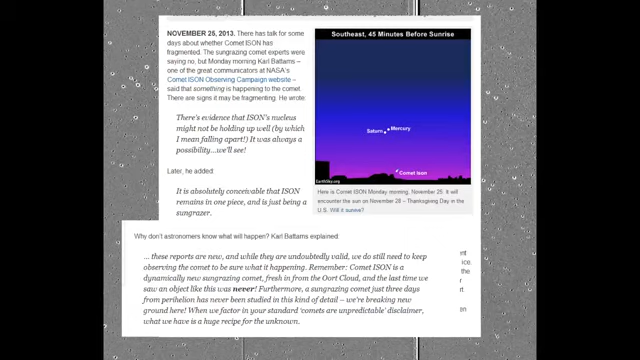 NOVEMBER 25, 2013. There has talk for some
days about whether Comet ISON has
fragmented. The sungrazing comet experts were
saying no, but Monday morning Karl Battams –
one of the great communicators at NASA's
Comet ISON Observing Campaign website –
said that something is happening to the comet.
There are signs it may be fragmenting. He wrote:
There's evidence that ISON's nucleus
might not be holding up well (by which
I mean falling apart!) It was always a
possibility…we'll see!
Later, he added:
It is absolutely conceivable that ISON
remains in one piece, and is just being a
sungrazer.
Southeast, 45 Minutes Before Sunrise
Saturn
Mercury
Comet Ison
EarthSky.org
Here is Comet ISON Monday morning, November 25. It will
encounter the sun on November 28 – Thanksgiving Day in the
U.S. Will it survive?
Why don't astronomers know what will happen? Karl Battams explained:
… these reports are new, and while they are undoubtedly valid, we do still need to keep
observing the comet to be sure what it happening. Remember: Comet ISON is a
dynamically new sungrazing comet, fresh in from the Oort Cloud, and the last time we
saw an object like this was never! Furthermore, a sungrazing comet just three days
from perihelion has never been studied in this kind of detail – we're breaking new
ground here! When we factor in your standard 'comets are unpredictable' disclaimer,
what we have is a huge recipe for the unknown.